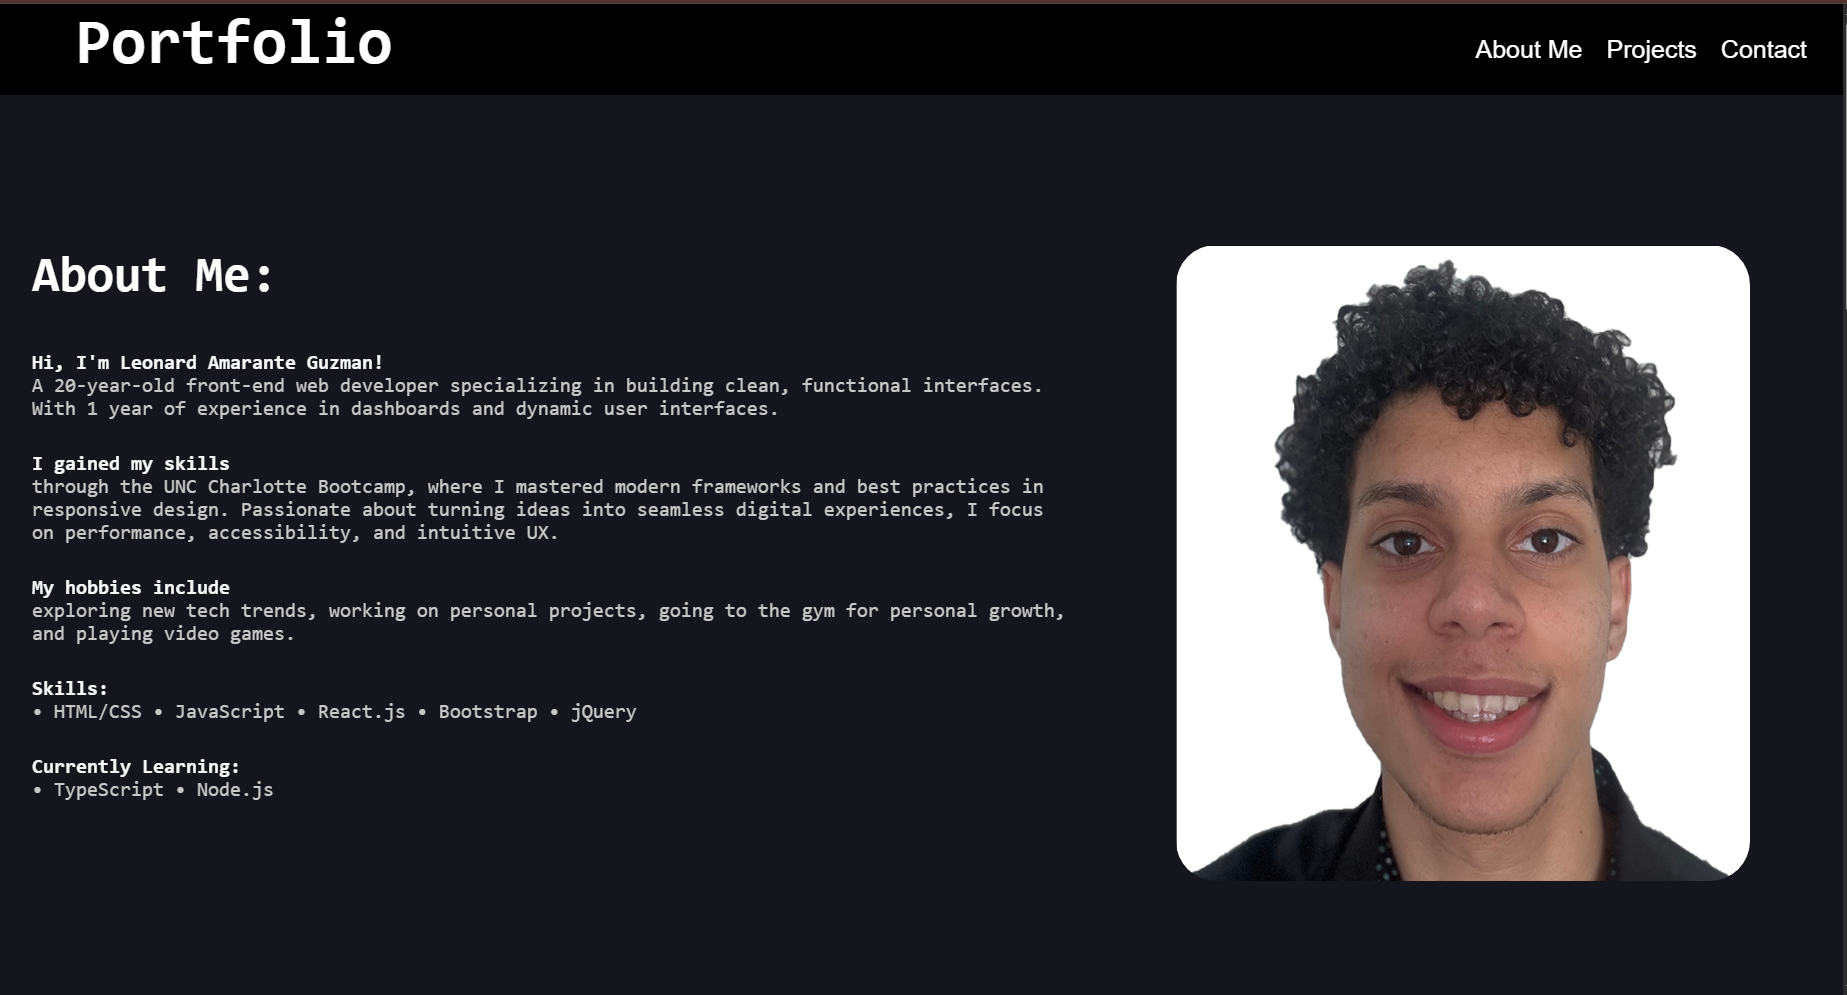 Portfolio
About Me Projects Contact
About Me:
Hi, I'm Leonard Amarante Guzman!
A 20-year-old front-end web developer specializing in building clean, functional interfaces.
With 1 year of experience in dashboards and dynamic user interfaces.
I gained my skills
through the UNC Charlotte Bootcamp, where I mastered modern frameworks and best practices in
responsive design. Passionate about turning ideas into seamless digital experiences, I focus
on performance, accessibility, and intuitive UX.
My hobbies include
exploring new tech trends, working on personal projects, going to the gym for personal growth,
and playing video games.
Skills:
• HTML/CSS • JavaScript • React.js • Bootstrap • jQuery
Currently Learning:
• TypeScript • Node.js